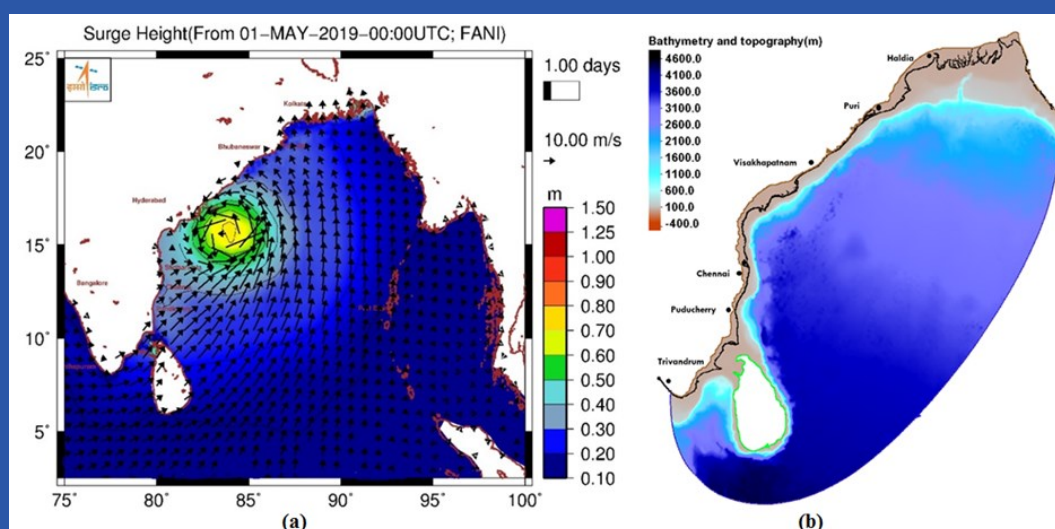 Surge Height(From 01–MAY–2019–00:00UTC; FANI)
इसरो isro
25°
20°
15°
10°
5°
75°
80°
85°
90°
95°
100°
Kolkata
Bhubaneswar
Hyderabad
Bangalore
1.00 days
10.00 m/s
m
1.50
1.25
1.00
0.90
0.80
0.70
0.60
0.50
0.40
0.30
0.20
0.10
(a)
Bathymetry and topography(m)
4600.0
4100.0
3600.0
3100.0
2600.0
2100.0
1600.0
1100.0
600.0
100.0
-400.0
Haldia
Puri
Visakhapatnam
Chennai
Puducherry
Trivandrum
(b)